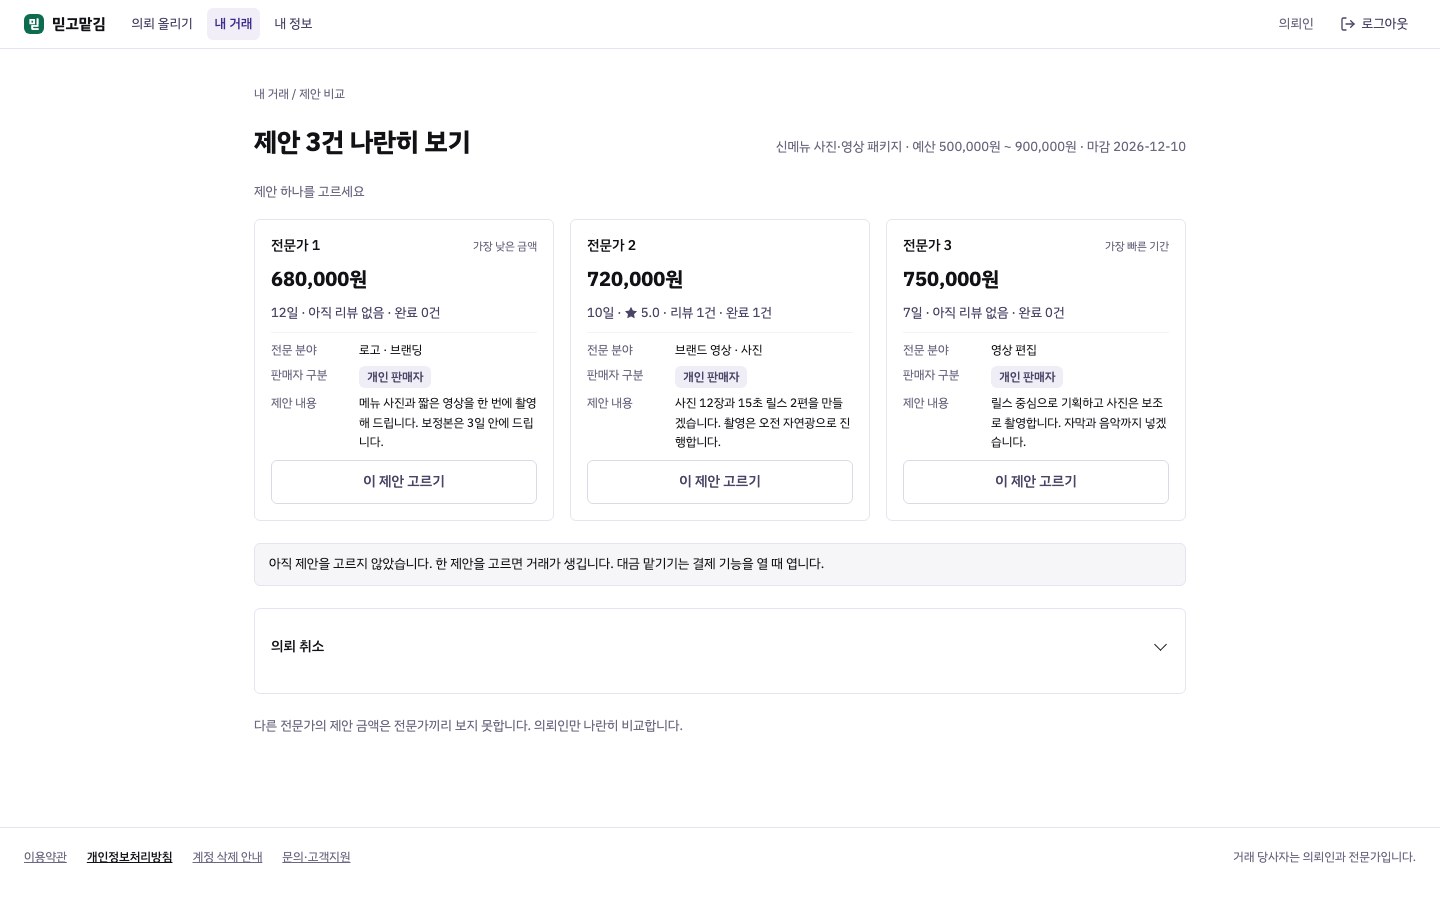 믿 믿고맡김 의뢰 올리기 내 거래 내 정보 의뢰인 로그아웃
내 거래 / 제안 비교
제안 3건 나란히 보기
신메뉴 사진·영상 패키지 · 예산 500,000원 ~ 900,000원 · 마감 2026-12-10
제안 하나를 고르세요
전문가 1 가장 낮은 금액
680,000원
12일 · 아직 리뷰 없음 · 완료 0건
전문 분야 로고 · 브랜딩
판매자 구분 개인 판매자
제안 내용 메뉴 사진과 짧은 영상을 한 번에 촬영
해 드립니다. 보정본은 3일 안에 드립
니다.
이 제안 고르기
전문가 2
720,000원
10일 · ★ 5.0 · 리뷰 1건 · 완료 1건
전문 분야 브랜드 영상 · 사진
판매자 구분 개인 판매자
제안 내용 사진 12장과 15초 릴스 2편을 만들
겠습니다. 촬영은 오전 자연광으로 진
행합니다.
이 제안 고르기
전문가 3 가장 빠른 기간
750,000원
7일 · 아직 리뷰 없음 · 완료 0건
전문 분야 영상 편집
판매자 구분 개인 판매자
제안 내용 릴스 중심으로 기획하고 사진은 보조
로 촬영합니다. 자막과 음악까지 넣겠
습니다.
이 제안 고르기
아직 제안을 고르지 않았습니다. 한 제안을 고르면 거래가 생깁니다. 대금 맡기기는 결제 기능을 열 때 엽니다.
의뢰 취소
다른 전문가의 제안 금액은 전문가끼리 보지 못합니다. 의뢰인만 나란히 비교합니다.
이용약관 개인정보처리방침 계정 삭제 안내 문의·고객지원 거래 당사자는 의뢰인과 전문가입니다.